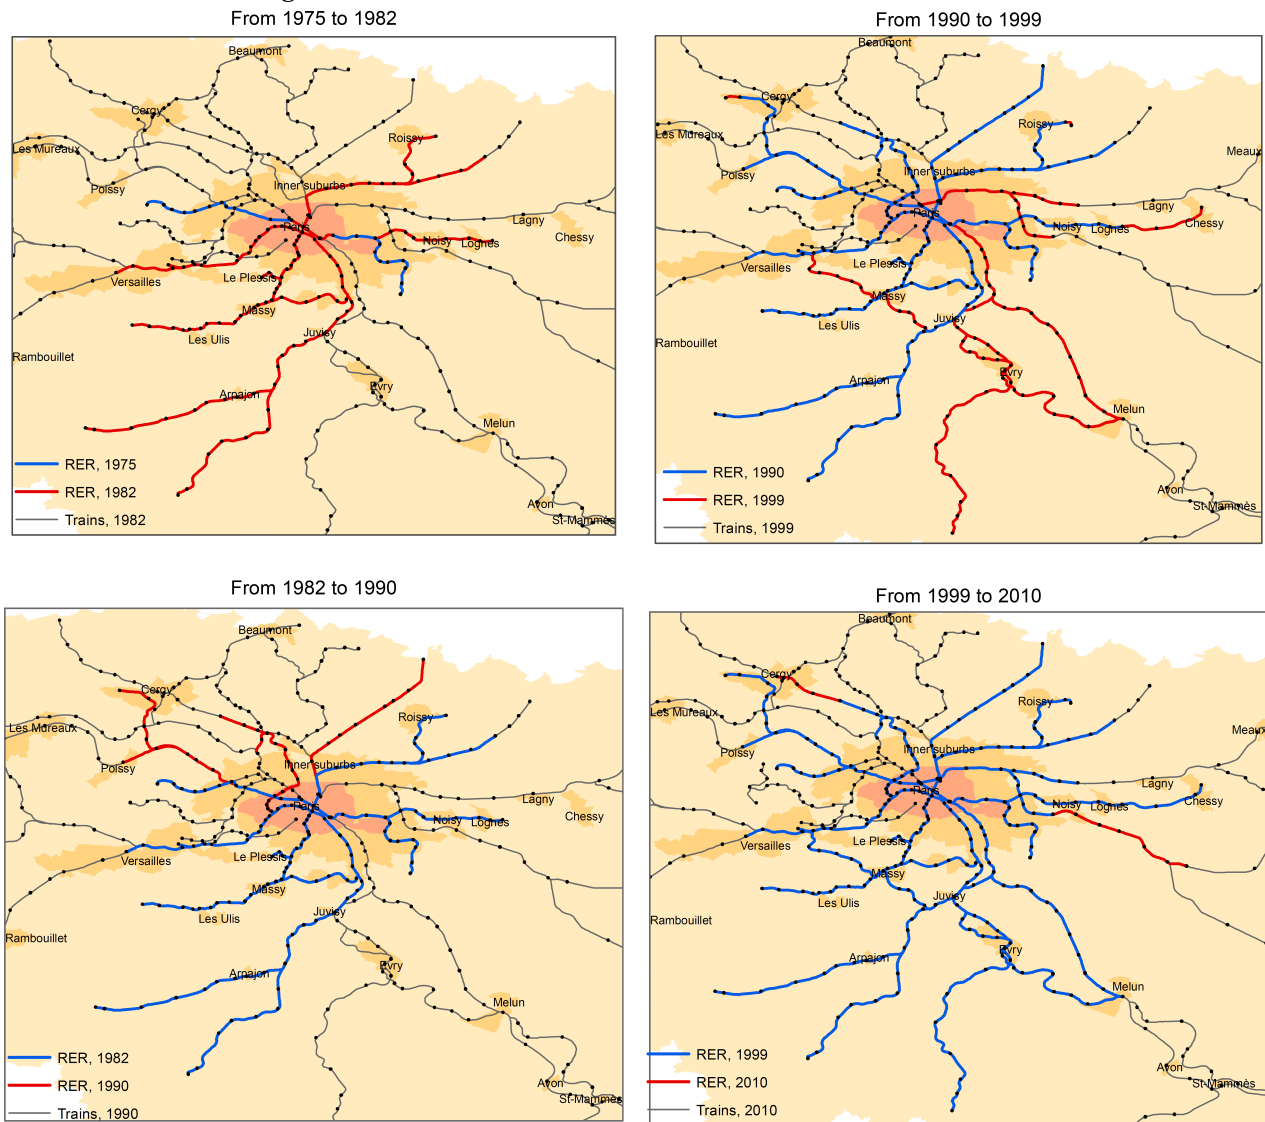 From 1975 to 1982
Beaumont
Cergy
Roissy
Les Mureaux
Poissy
Inner suburbs
Lagny
Paris
Chessy
Noisy
Lognes
Versailles
Le Plessis
Massy
Juvisy
Les Ulis
Rambouillet
Evry
Arpajon
Melun
Avon
St-Mammès
RER, 1975
RER, 1982
Trains, 1982
From 1990 to 1999
Beaumont
Cergy
Roissy
Les Mureaux
Meaux
Poissy
Inner suburbs
Lagny
Paris
Chessy
Noisy
Lognes
Versailles
Le Plessis
Massy
Juvisy
Les Ulis
Rambouillet
Evry
Arpajon
Melun
Avon
St-Mammès
RER, 1990
RER, 1999
Trains, 1999
From 1982 to 1990
Beaumont
Cergy
Roissy
Les Mureaux
Poissy
Inner suburbs
Lagny
Paris
Chessy
Noisy
Lognes
Versailles
Le Plessis
Massy
Juvisy
Les Ulis
Rambouillet
Evry
Arpajon
Melun
Avon
St-Mammès
RER, 1982
RER, 1990
Trains, 1990
From 1999 to 2010
Beaumont
Cergy
Roissy
Les Mureaux
Meaux
Poissy
Inner suburbs
Lagny
Paris
Chessy
Noisy
Lognes
Versailles
Le Plessis
Massy
Juvisy
Les Ulis
Rambouillet
Evry
Arpajon
Melun
Avon
St-Mammès
RER, 1999
RER, 2010
Trains, 2010